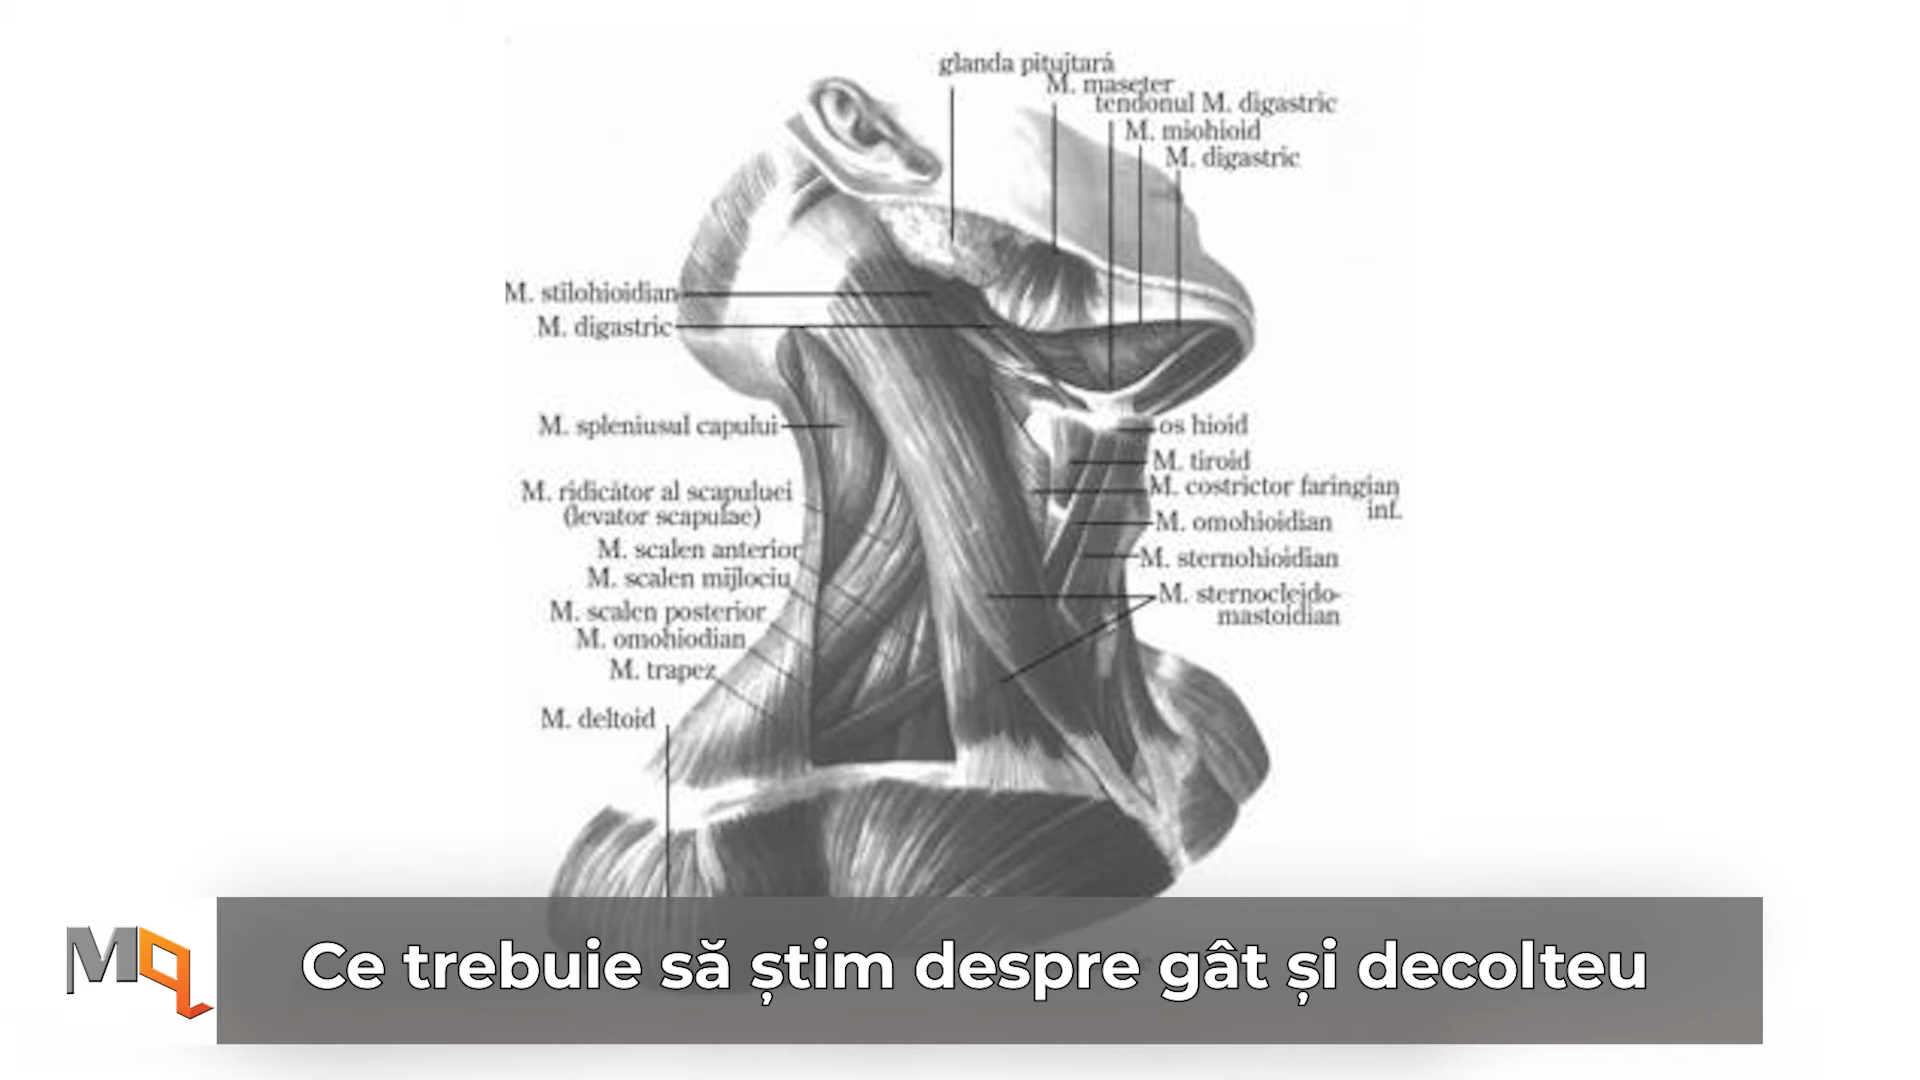 glanda pituitară
M. maseter
tendonul M. digastric
M. miohioid
M. digastric
M. stilohioidian
M. digastric
M. spleniusul capului
os hioid
M. tiroid
M. ridicător al scapuluei
(levator scapulae)
M. costrictor faringian
inf.
M. omohioidian
M. scalen anterior
M. sternohioidian
M. scalen mijlociu
M. sternocleido-
mastoidian
M. scalen posterior
M. omohiodian
M. trapez
M. deltoid
MQ
Ce trebuie să știm despre gât și decolteu